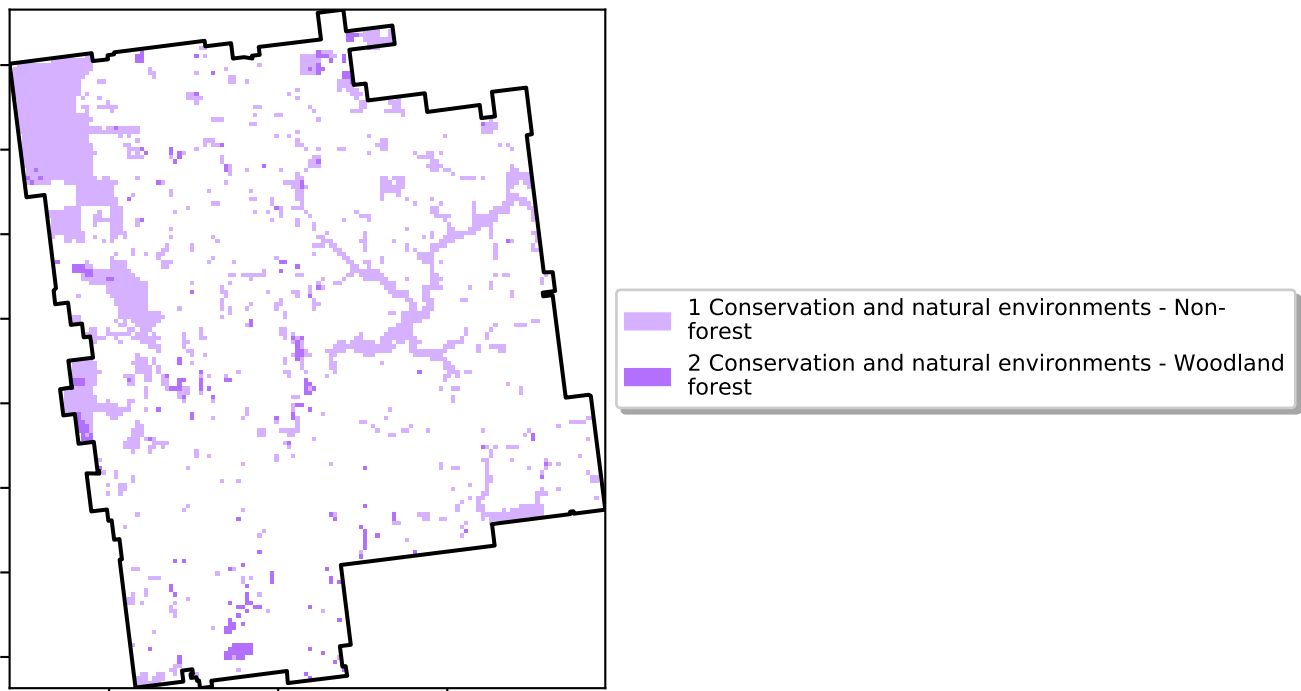 1 Conservation and natural environments - Non-
forest
2 Conservation and natural environments - Woodland
forest